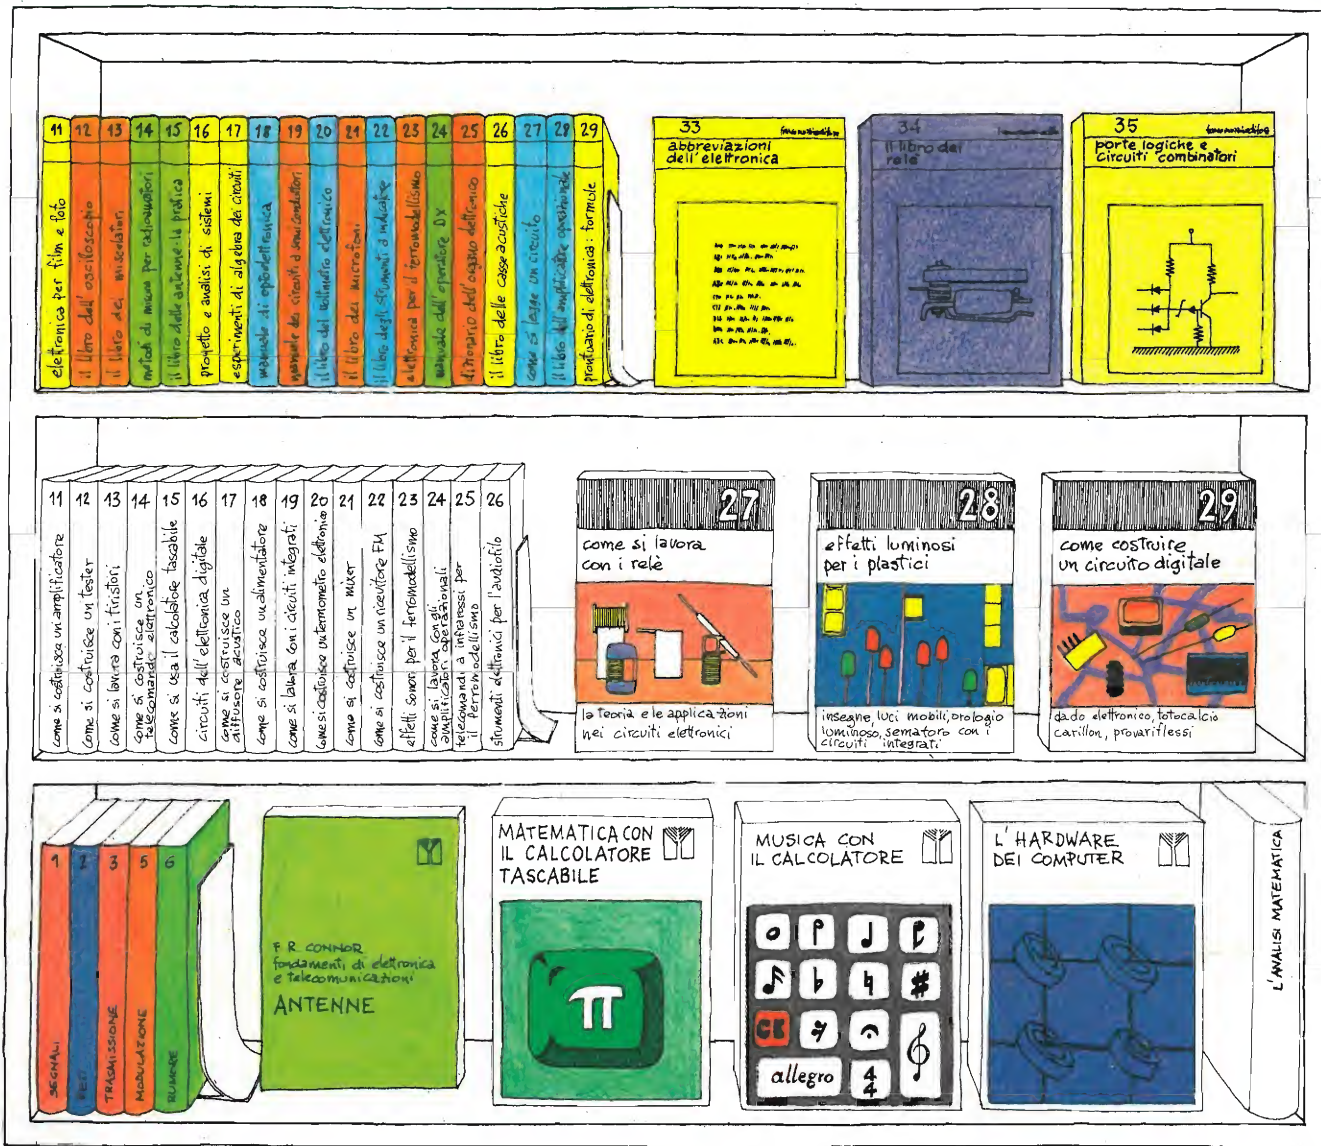 11
elettronica per film e foto
12
il libro dell'oscilloscopio
13
il libro dei miscelatori
14
metodi di misura per radioamatori
15
il libro delle antenne: la pratica
16
progetto e analisi di sistemi
17
esperimenti di algebra dei circuiti
18
manuale di optoelettronica
19
manuale dei circuiti a semiconduttori
20
il libro del voltmetro elettronico
21
il libro dei microfoni
22
il libro degli strumenti a indicatore
23
elettronica per il ferromodellismo
24
manuale dell'operatore DX
25
dizionario dell'organo elettronico
26
il libro delle casse acustiche
27
come si legge un circuito
28
il libro dell'amplificatore operazionale
29
prontuario di elettronica: formule
33
abbreviazioni
dell'elettronica
34
il libro dei
relè
35
porte logiche e
circuiti combinatori
11
come si costruisce un amplificatore
12
come si costruisce un tester
13
come si lavora con i tiristori
14
come si costruisce un
telecomando elettronico
15
come si usa il calcolatore tascabile
16
circuiti dell'elettronica digitale
17
come si costruisce un
diffusore acustico
18
come si costruisce un alimentatore
19
come si lavora con i circuiti integrati
20
come si costruisce un termometro elettronico
21
come si costruisce un mixer
22
come si costruisce un ricevitore FM
23
effetti sonori per il ferromodellismo
24
come si lavora con gli
amplificatori operazionali
25
telecomandi a infrarossi per
il ferromodellismo
26
strumenti elettronici per l'audiofilo
27
come si lavora
con i relè
la teoria e le applicazioni
nei circuiti elettronici
28
effetti luminosi
per i plastici
insegne, luci mobili, orologio
luminoso, semaforo con i
circuiti integrati
29
come costruire
un circuito digitale
dado elettronico, totocalcio
carillon, provariflessi
1
SEGNALI
2
RETI
3
TRASMISSIONE
5
MODULAZIONE
6
RUMORE
F R CONNOR
fondamenti di elettronica
e telecomunicazioni
ANTENNE
MATEMATICA CON
IL CALCOLATORE
TASCABILE
π
MUSICA CON
IL CALCOLATORE
CE
allegro
4
4
L'HARDWARE
DEI COMPUTER
L'ANALISI MATEMATICA